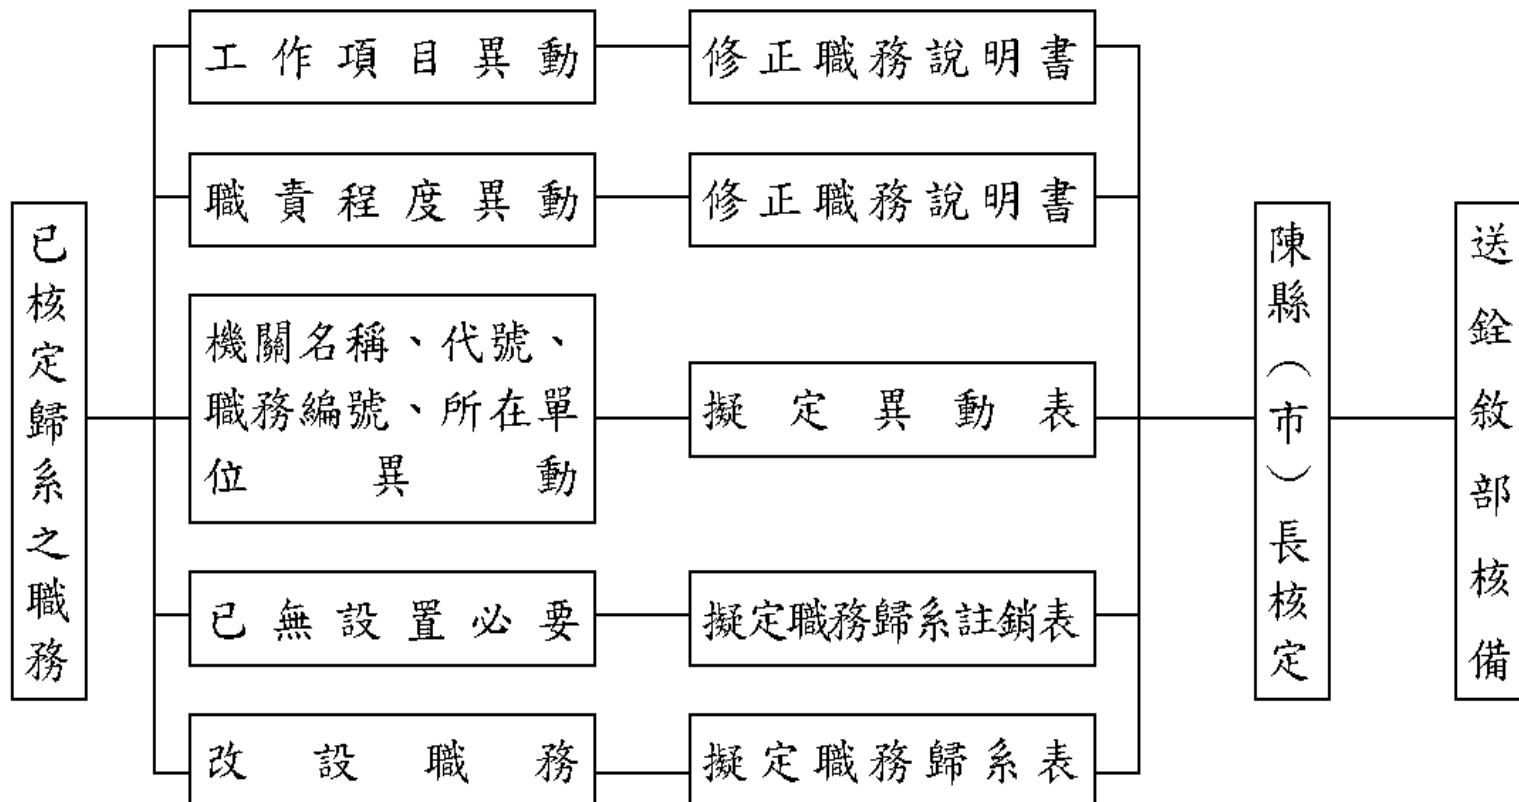 已核定歸系之職務
工作項目異動
修正職務說明書
職責程度異動
修正職務說明書
機關名稱、代號、
職務編號、所在單
位異動
擬定異動表
已無設置必要
擬定職務歸系註銷表
改設職務
擬定職務歸系表
陳縣（市）長核定
送銓敘部核備